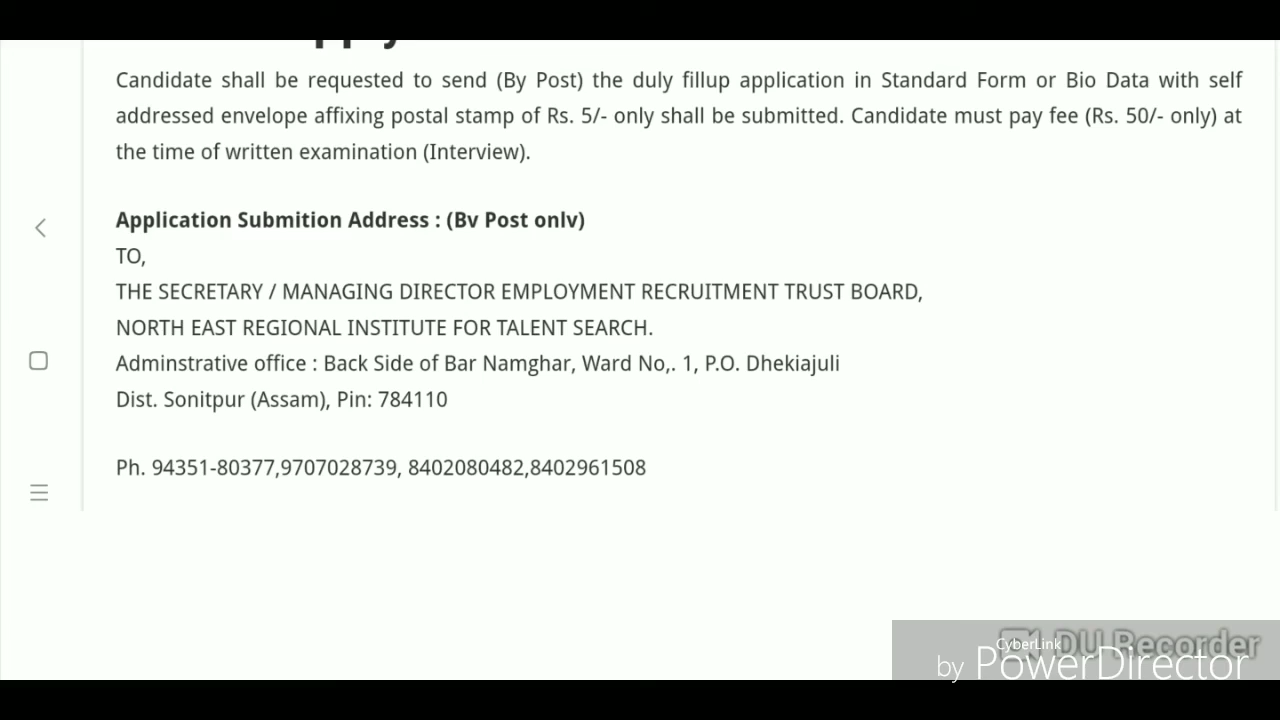 Candidate shall be requested to send (By Post) the duly fillup application in Standard Form or Bio Data with self
addressed envelope affixing postal stamp of Rs. 5/- only shall be submitted. Candidate must pay fee (Rs. 50/- only) at
the time of written examination (Interview).
Application Submition Address : (By Post only)
TO,
THE SECRETARY / MANAGING DIRECTOR EMPLOYMENT RECRUITMENT TRUST BOARD,
NORTH EAST REGIONAL INSTITUTE FOR TALENT SEARCH.
Adminstrative office : Back Side of Bar Namghar, Ward No,. 1, P.O. Dhekiajuli
Dist. Sonitpur (Assam), Pin: 784110
Ph. 94351-80377,9707028739, 8402080482,8402961508
DU Recorder
CyberLink
by PowerDirector